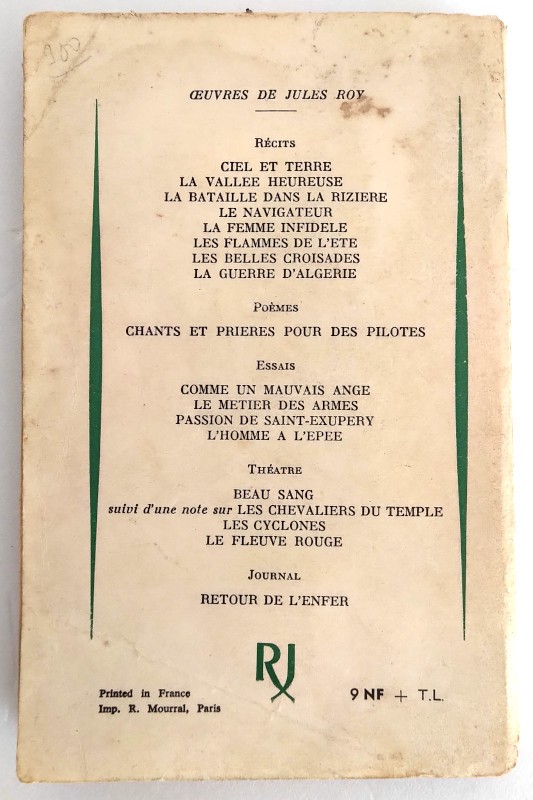 100
ŒUVRES DE JULES ROY
RÉCITS
CIEL ET TERRE
LA VALLEE HEUREUSE
LA BATAILLE DANS LA RIZIERE
LE NAVIGATEUR
LA FEMME INFIDELE
LES FLAMMES DE L'ETE
LES BELLES CROISADES
LA GUERRE D'ALGERIE
POÈMES
CHANTS ET PRIERES POUR DES PILOTES
ESSAIS
COMME UN MAUVAIS ANGE
LE METIER DES ARMES
PASSION DE SAINT-EXUPERY
L'HOMME A L'EPEE
THÉATRE
BEAU SANG
suivi d'une note sur LES CHEVALIERS DU TEMPLE
LES CYCLONES
LE FLEUVE ROUGE
JOURNAL
RETOUR DE L'ENFER
RJ
Printed in France
Imp. R. Mourral, Paris
9 NF + T.L.